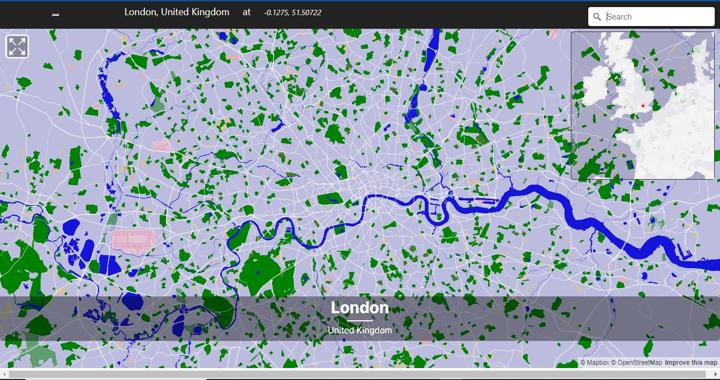 London, United Kingdom at -0.1275, 51.50722
Search
London
United Kingdom
© Mapbox © OpenStreetMap Improve this map